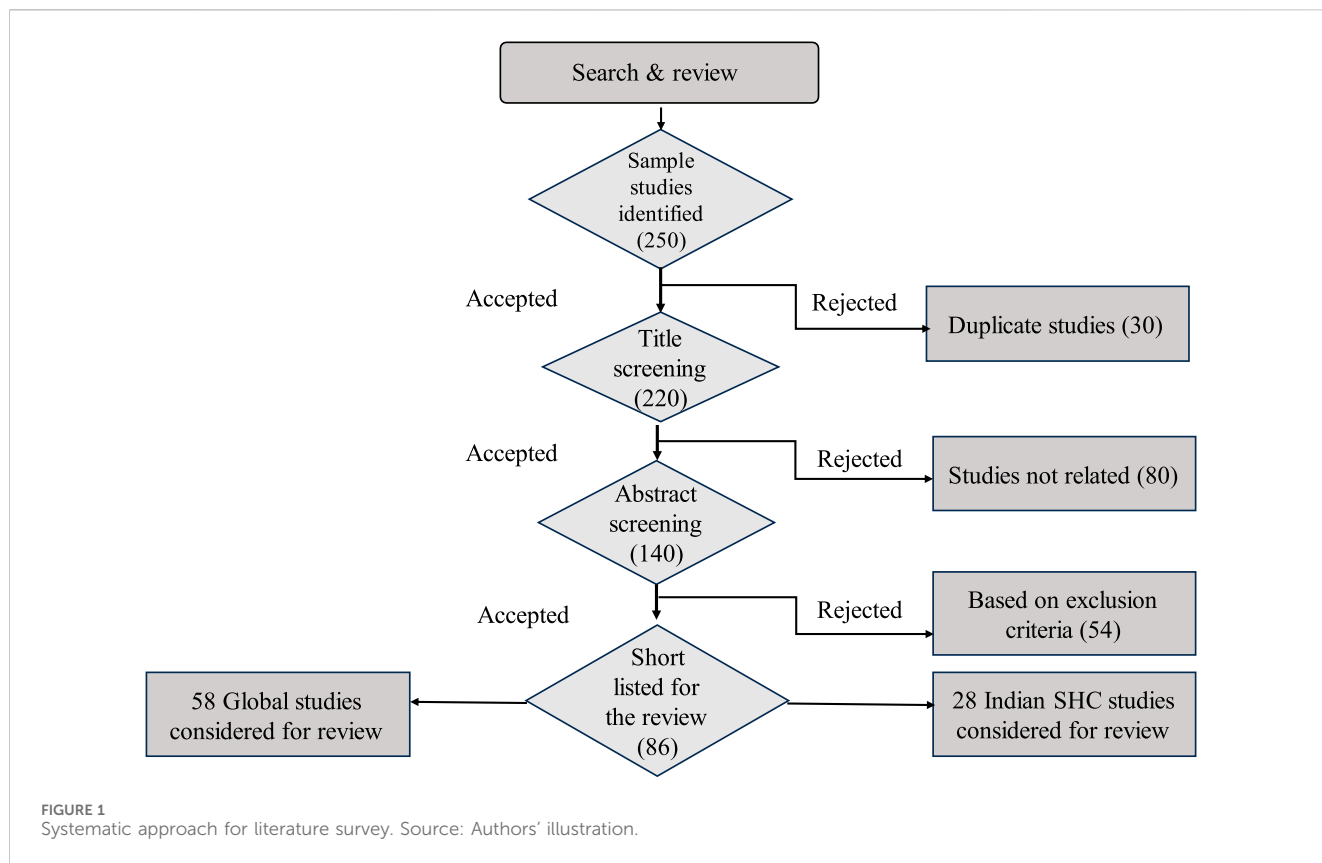 Search & review
Sample
studies
identified
(250)
Accepted
Rejected
Duplicate studies (30)
Title
screening
(220)
Accepted
Rejected
Studies not related (80)
Abstract
screening
(140)
Accepted
Rejected
Based on exclusion
criteria (54)
Short
listed for
the review
(86)
58 Global studies
considered for review
28 Indian SHC studies
considered for review
FIGURE 1
Systematic approach for literature survey. Source: Authors' illustration.